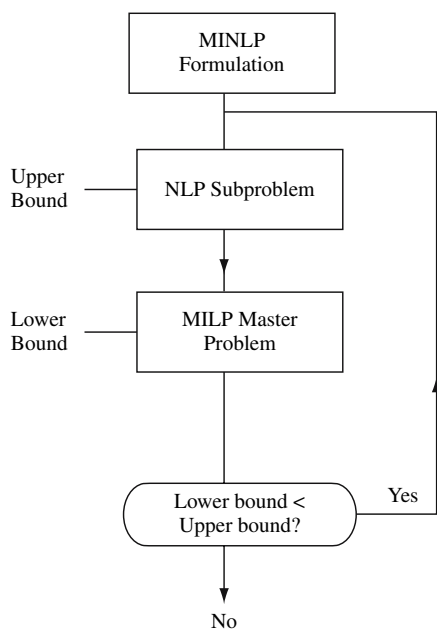 MINLP
Formulation
Upper
Bound
NLP Subproblem
Lower
Bound
MILP Master
Problem
Lower bound <
Upper bound?
Yes
No